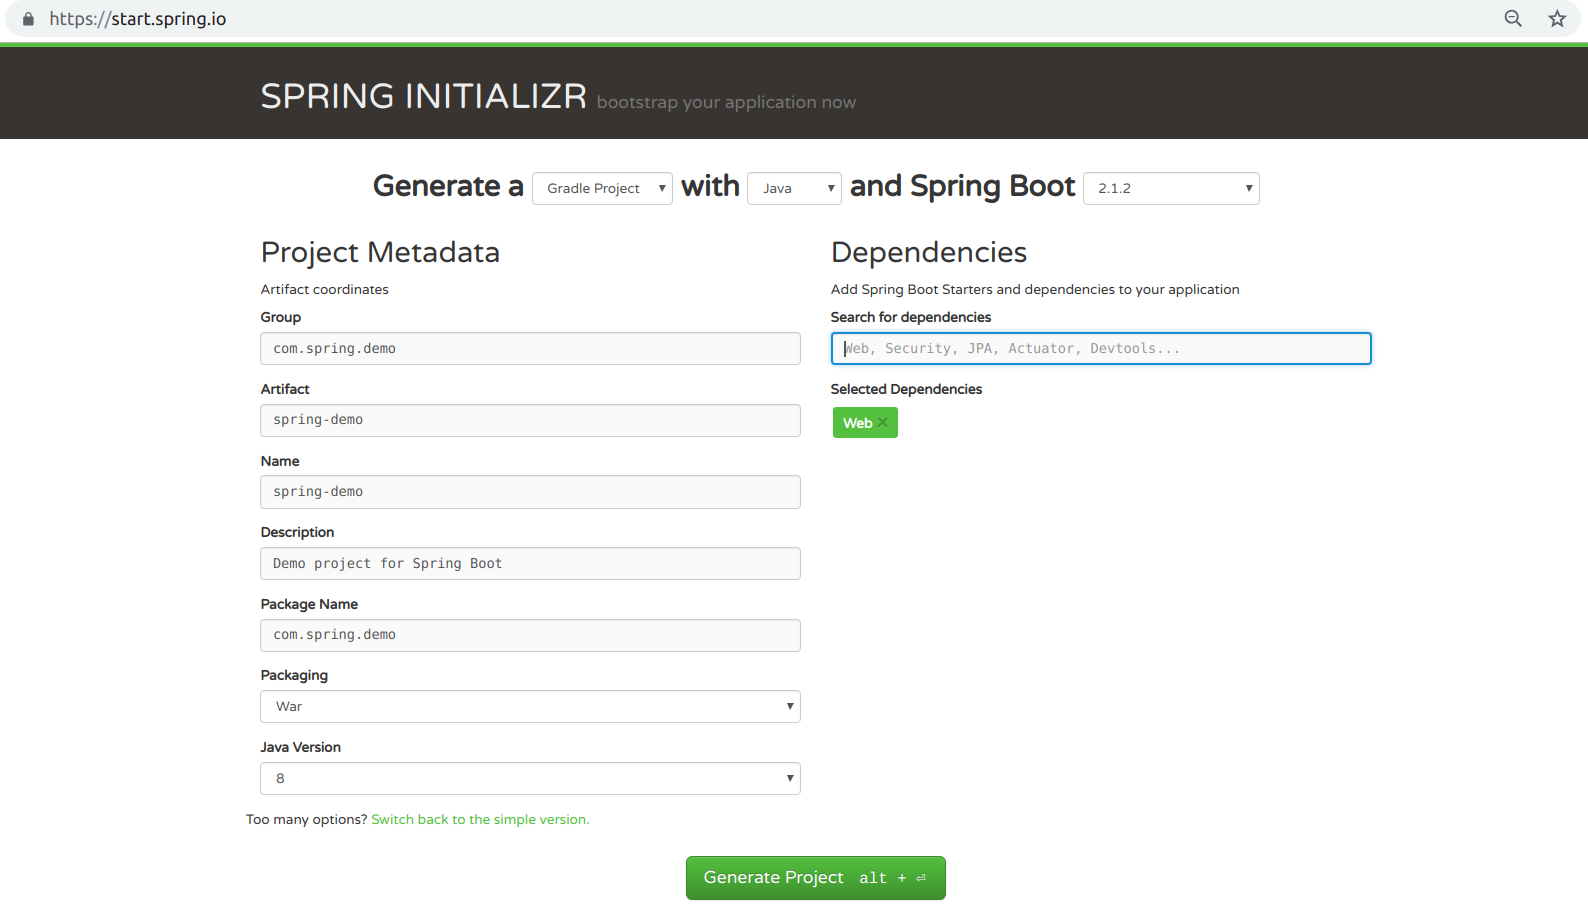 https://start.spring.io
SPRING INITIALIZR bootstrap your application now
Generate a Gradle Project with Java and Spring Boot 2.1.2
Project Metadata
Artifact coordinates
Group
com.spring.demo
Artifact
spring-demo
Name
spring-demo
Description
Demo project for Spring Boot
Package Name
com.spring.demo
Packaging
War
Java Version
8
Too many options? Switch back to the simple version.
Dependencies
Add Spring Boot Starters and dependencies to your application
Search for dependencies
Web, Security, JPA, Actuator, Devtools...
Selected Dependencies
Web ×
Generate Project alt + ⏎